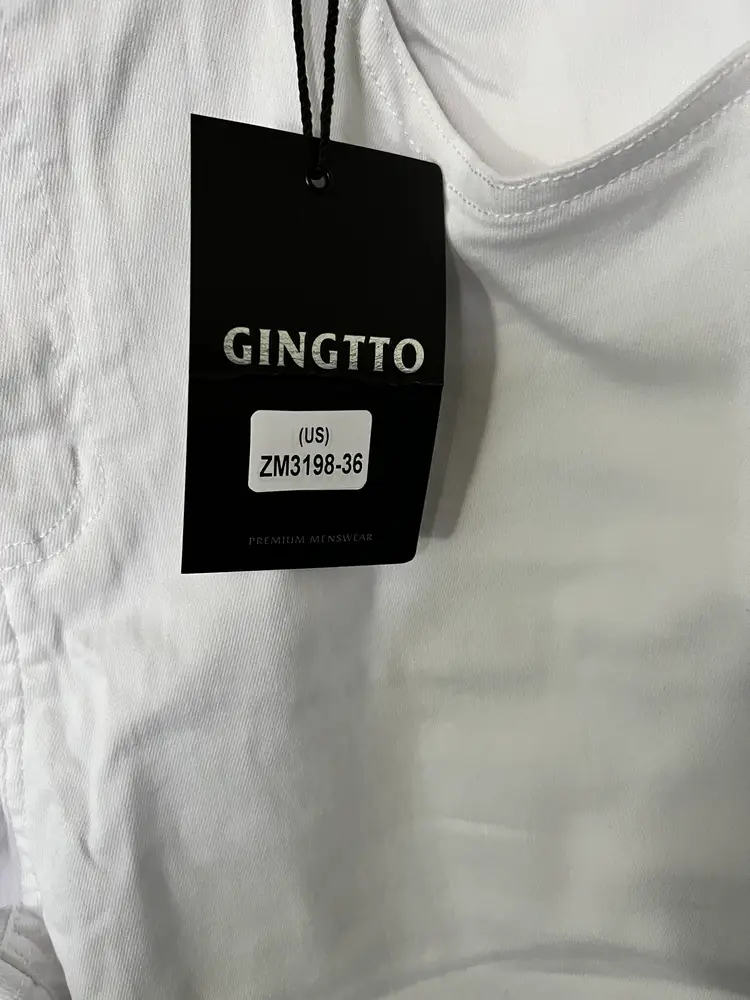 GINGTTO
(US)
ZM3198-36
PREMIUM MENSWEAR